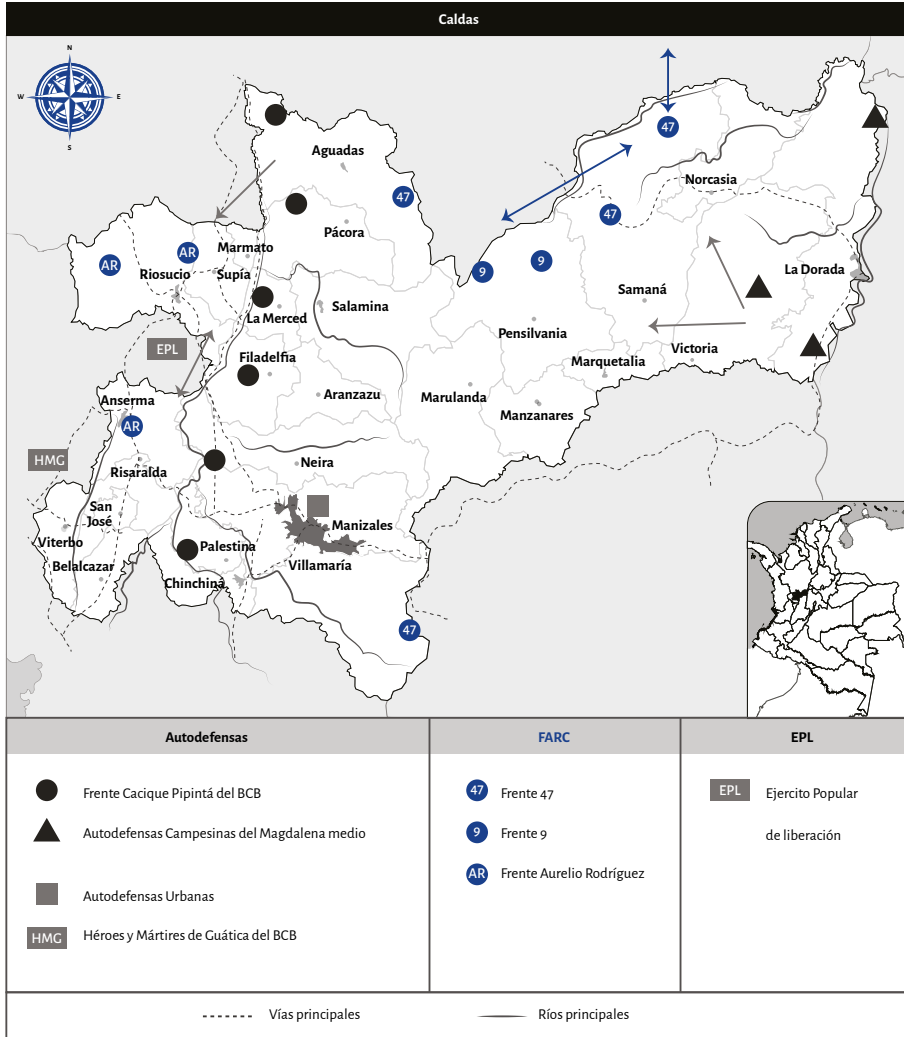 Caldas
N
W
E
S
47
Aguadas
47
Norcasia
47
Pácora
AR
AR
Marmato
Riosucio
Supía
9
9
La Dorada
Samaná
La Merced
Salamina
Pensilvania
EPL
Filadelfia
Marquetalia
Victoria
Anserma
Aranzazu
Marulanda
Manzanares
AR
HMG
Risaralda
Neira
San
José
Manizales
Viterbo
Palestina
Belalcazar
Villamaría
Chinchiná
47
Autodefensas
FARC
EPL
Frente Cacique Pipintá del BCB
47 Frente 47
EPL Ejercito Popular
de liberación
Autodefensas Campesinas del Magdalena medio
9 Frente 9
AR Frente Aurelio Rodríguez
Autodefensas Urbanas
HMG Héroes y Mártires de Guática del BCB
Vías principales
Ríos principales